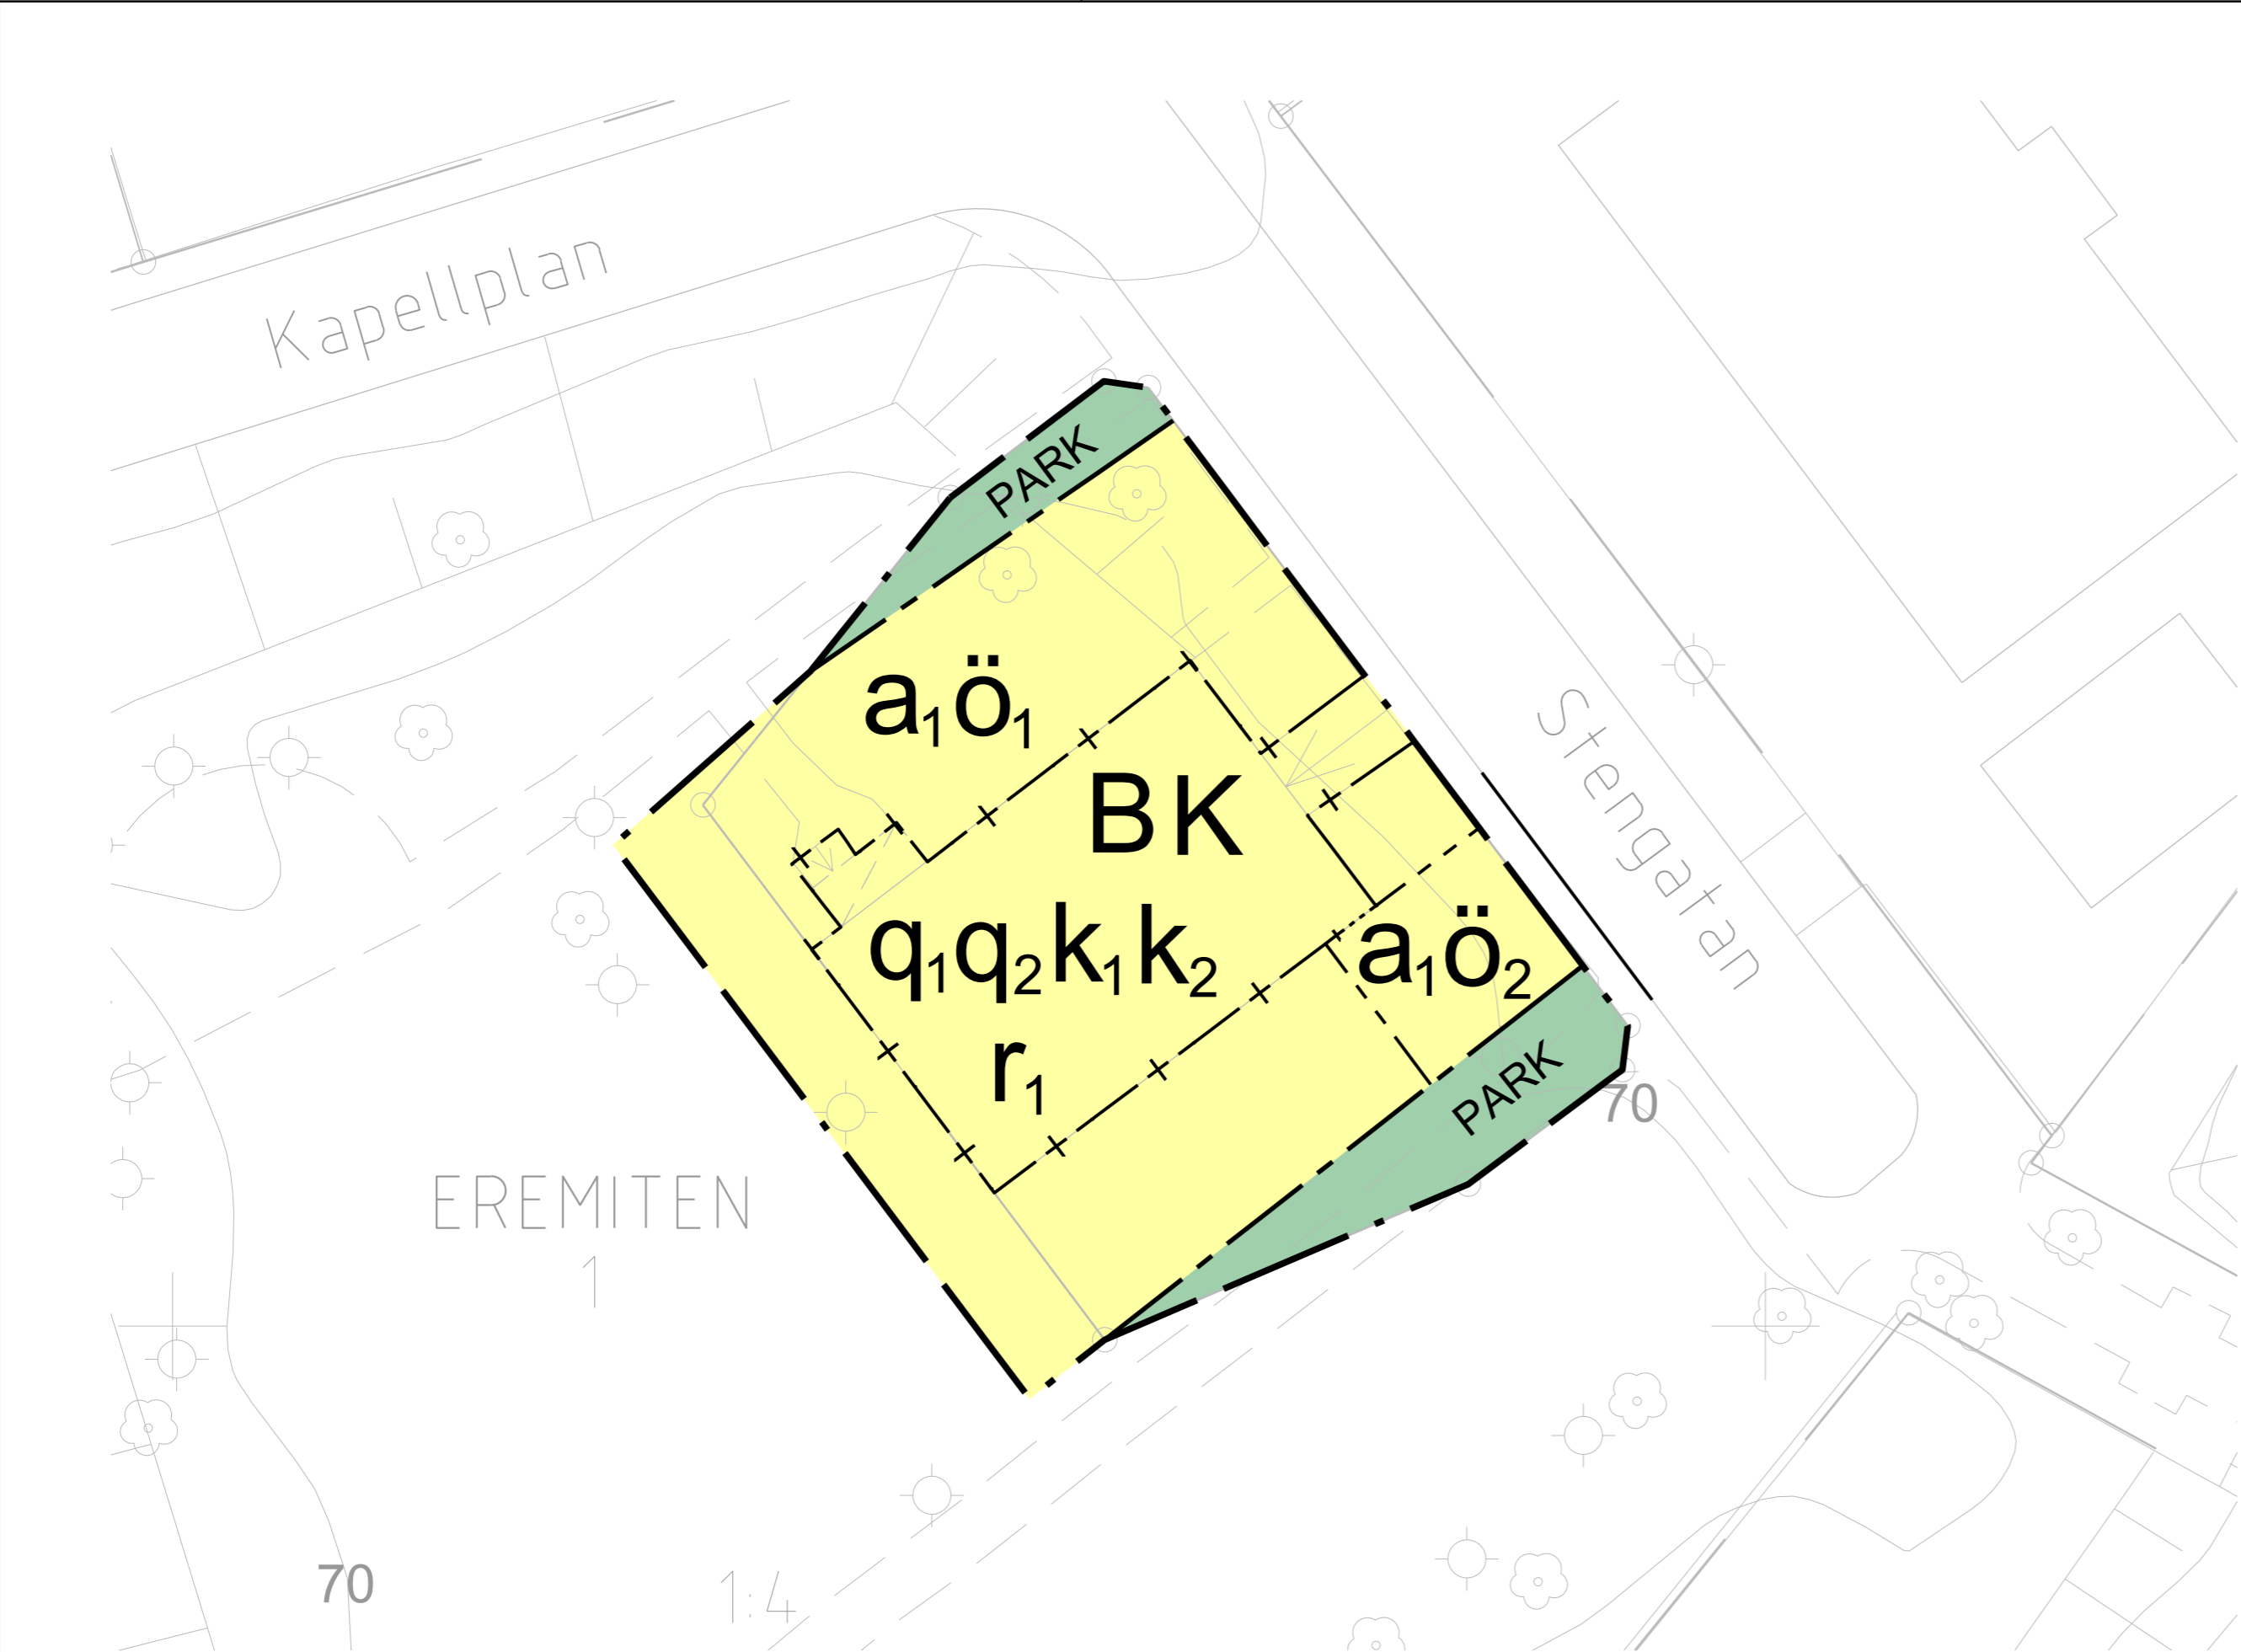 Kapellplan
PARK
a₁ö₁
Stengatan
BK
q₁q₂k₁k₂
a₁ö₂
r₁
PARK
70
EREMITEN
1
70
1:4